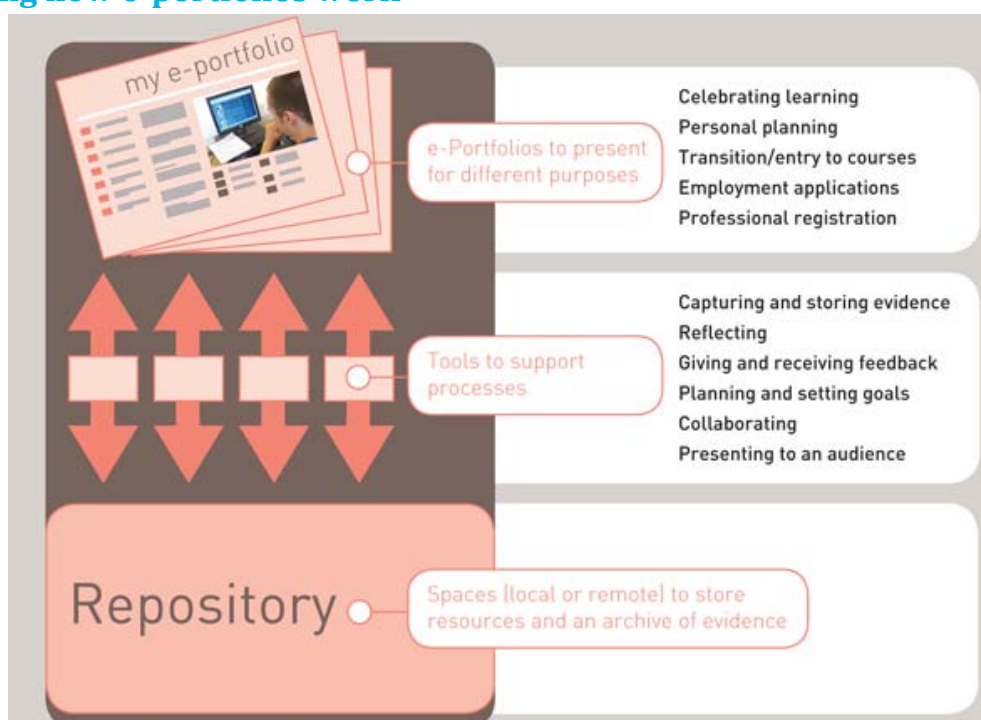 my e-portfolio
e-Portfolios to present
for different purposes
Celebrating learning
Personal planning
Transition/entry to courses
Employment applications
Professional registration
Tools to support
processes
Capturing and storing evidence
Reflecting
Giving and receiving feedback
Planning and setting goals
Collaborating
Presenting to an audience
Repository
Spaces (local or remote) to store
resources and an archive of evidence